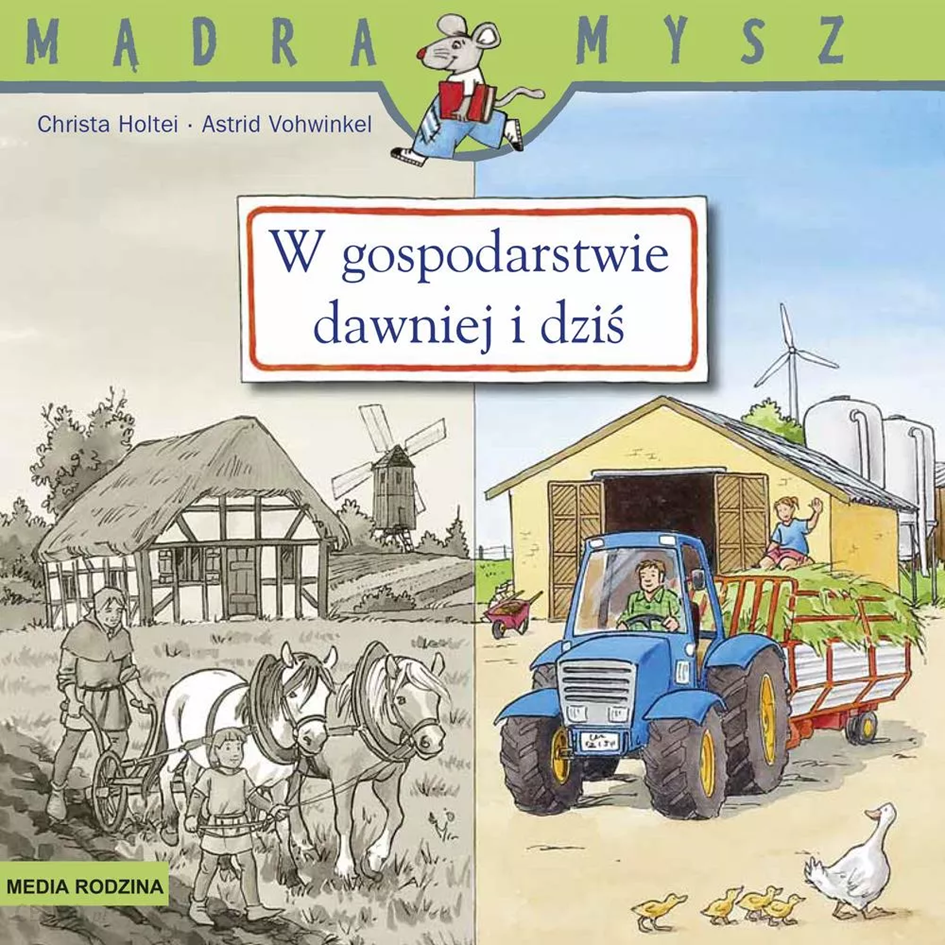 MĄDRA MYSZ
Christa Holtei · Astrid Vohwinkel
W gospodarstwie
dawniej i dziś
MEDIA RODZINA